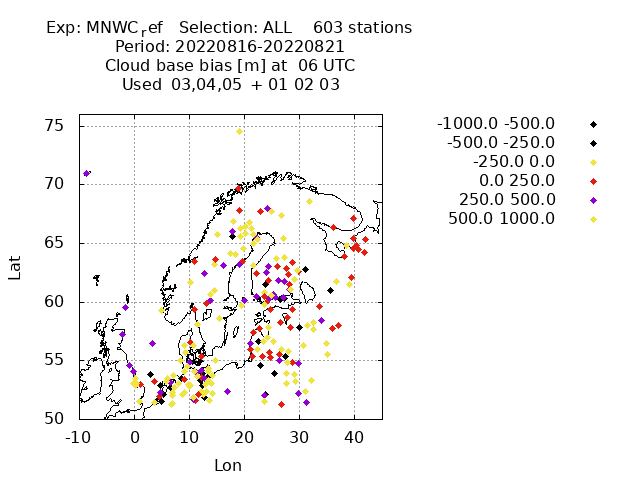 Exp: MNWC_ref Selection: ALL 603 stations
Period: 20220816-20220821
Cloud base bias [m] at 06 UTC
Used 03,04,05 + 01 02 03
-1000.0 -500.0
-500.0 -250.0
-250.0 0.0
0.0 250.0
250.0 500.0
500.0 1000.0
75
70
65
60
55
50
Lat
-10 0 10 20 30 40
Lon